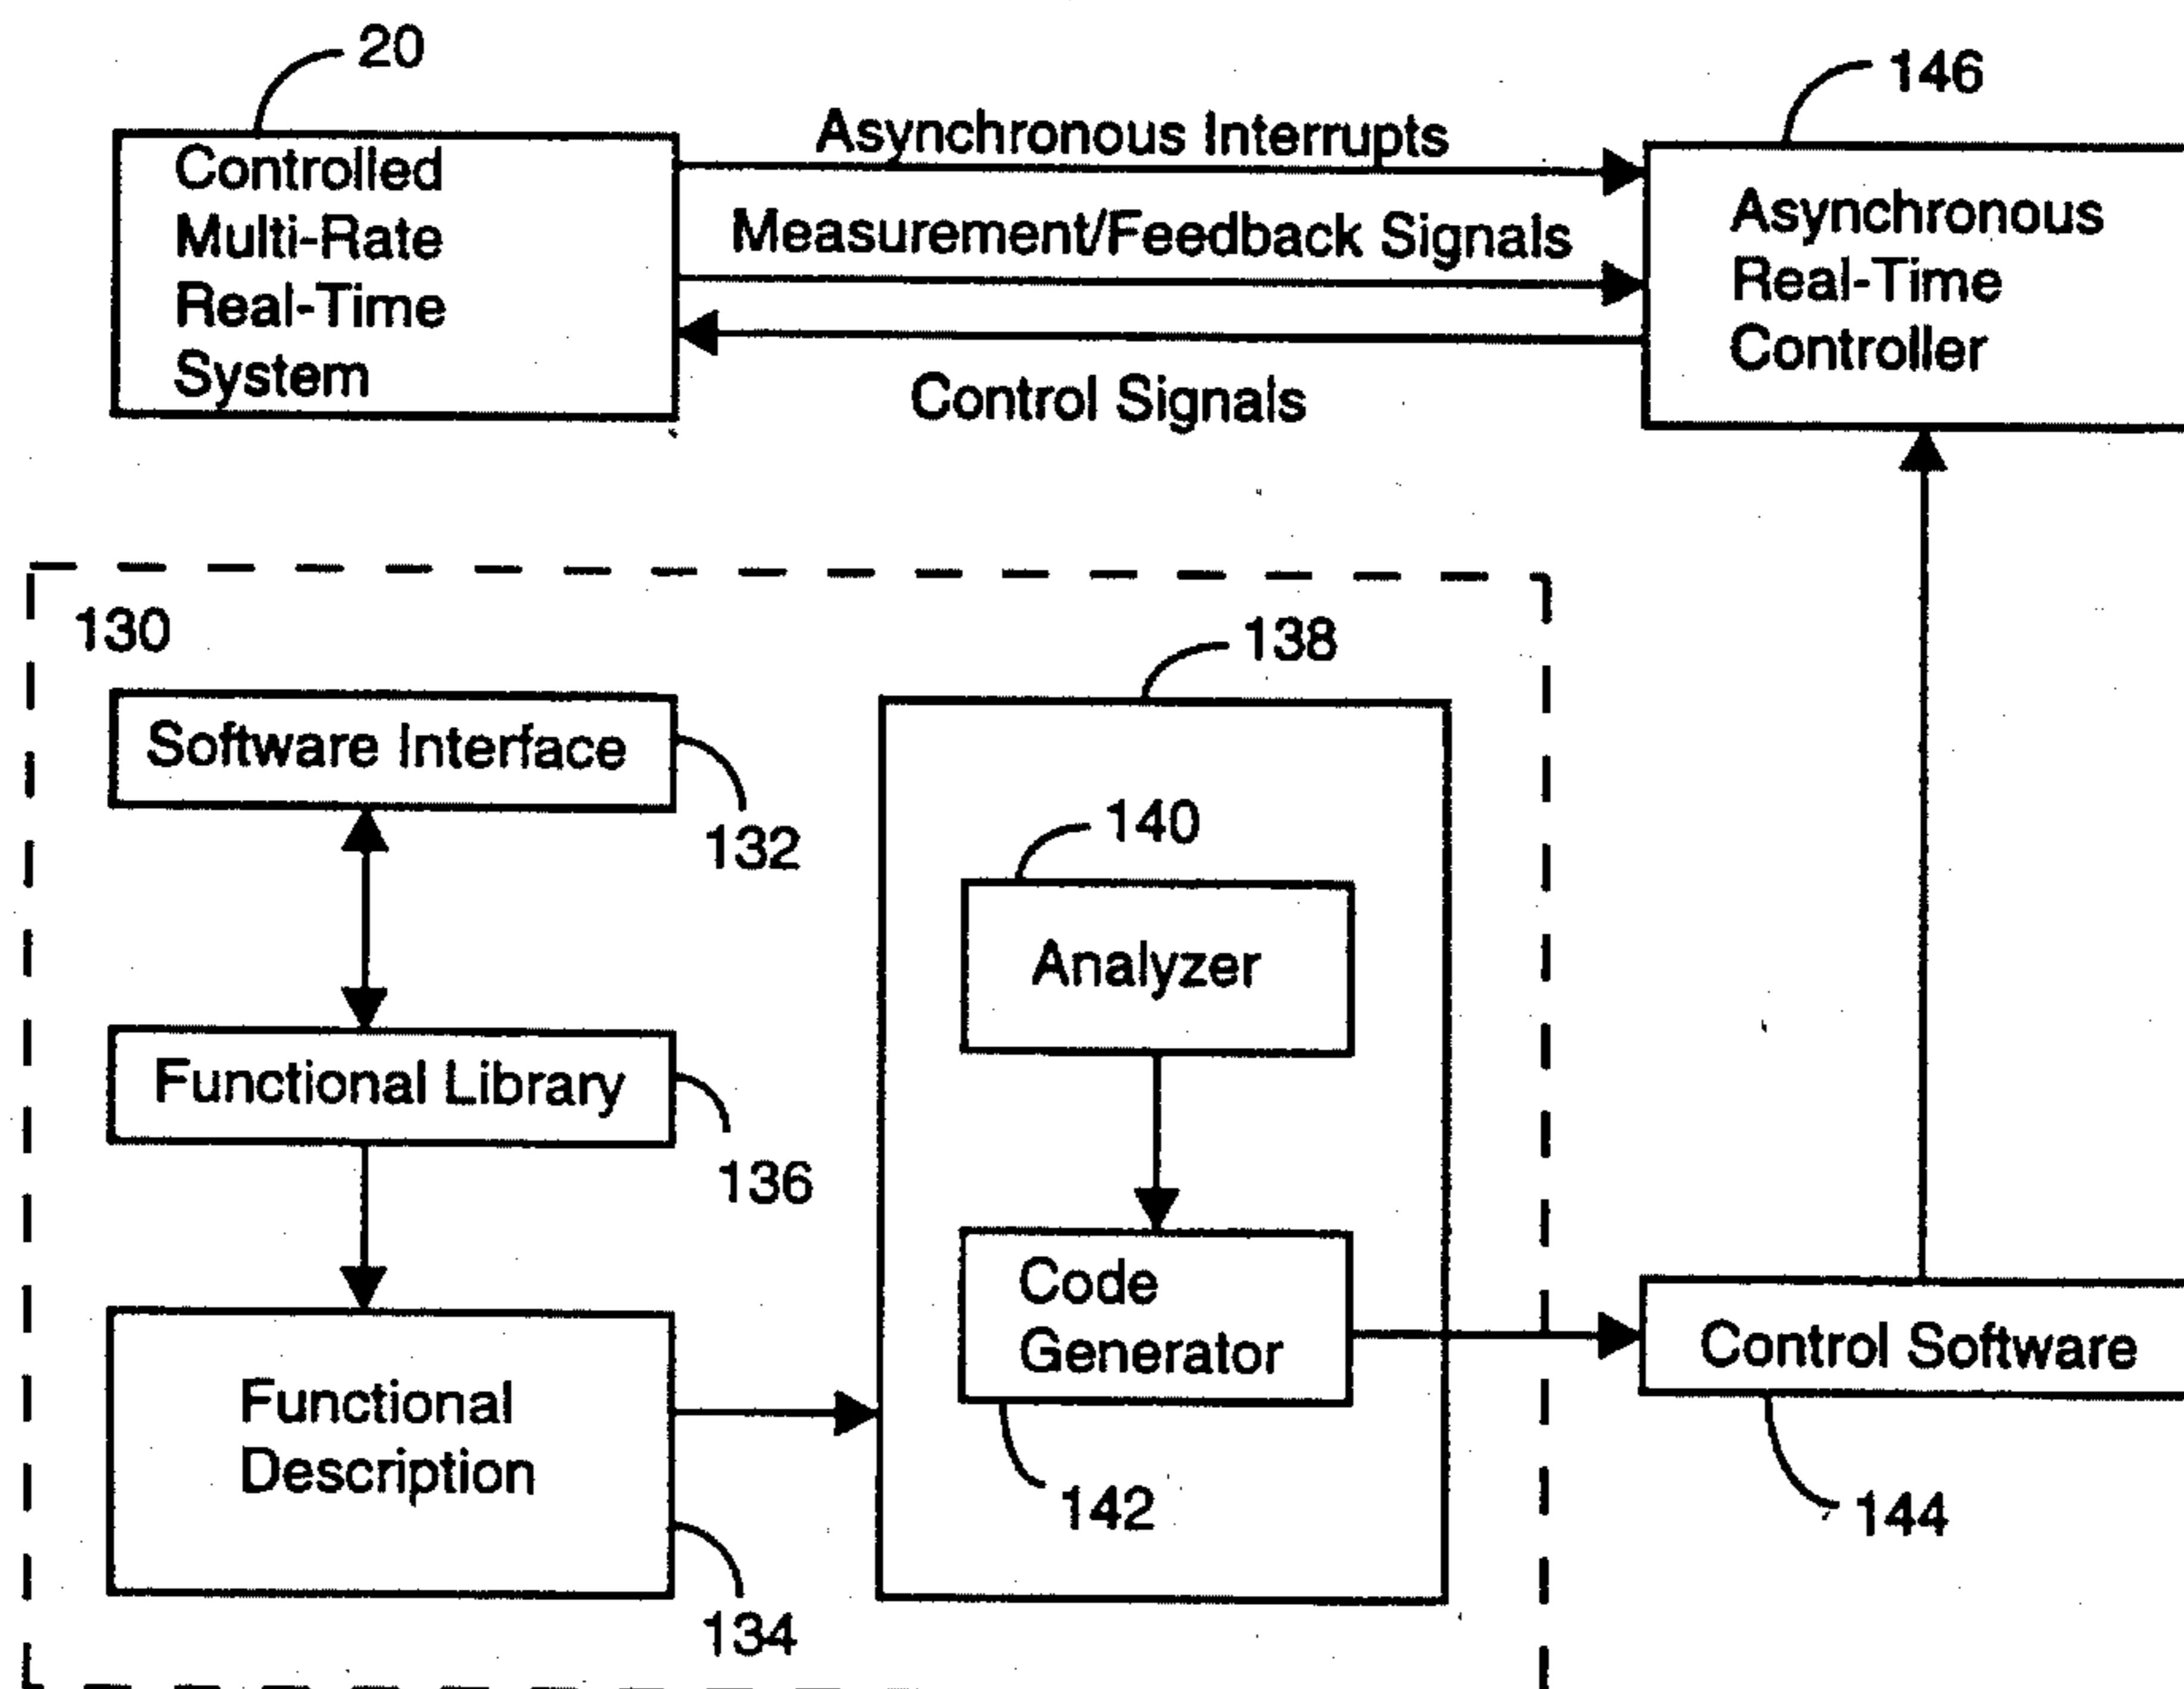 20
146
Asynchronous Interrupts
Controlled
Multi-Rate
Real-Time
System
Measurement/Feedback Signals
Asynchronous
Real-Time
Controller
Control Signals
130
138
Software Interface
132
140
Analyzer
Functional Library
136
Code
Generator
Control Software
Functional
Description
142
144
134